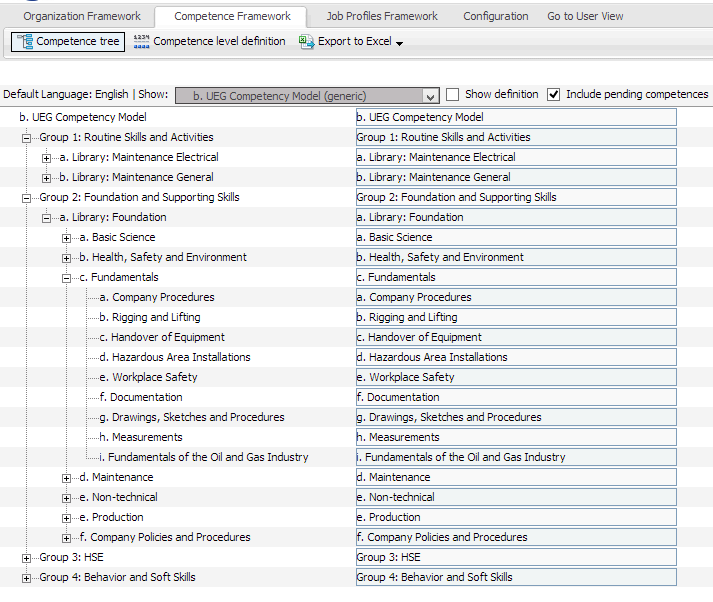 Organization Framework Competence Framework Job Profiles Framework Configuration Go to User View
Competence tree 1234 aaaa Competence level definition Export to Excel
Default Language: English | Show: b. UEG Competency Model (generic) Show definition Include pending competences
b. UEG Competency Model b. UEG Competency Model
Group 1: Routine Skills and Activities Group 1: Routine Skills and Activities
a. Library: Maintenance Electrical a. Library: Maintenance Electrical
b. Library: Maintenance General b. Library: Maintenance General
Group 2: Foundation and Supporting Skills Group 2: Foundation and Supporting Skills
a. Library: Foundation a. Library: Foundation
a. Basic Science a. Basic Science
b. Health, Safety and Environment b. Health, Safety and Environment
c. Fundamentals c. Fundamentals
a. Company Procedures a. Company Procedures
b. Rigging and Lifting b. Rigging and Lifting
c. Handover of Equipment c. Handover of Equipment
d. Hazardous Area Installations d. Hazardous Area Installations
e. Workplace Safety e. Workplace Safety
f. Documentation f. Documentation
g. Drawings, Sketches and Procedures g. Drawings, Sketches and Procedures
h. Measurements h. Measurements
i. Fundamentals of the Oil and Gas Industry i. Fundamentals of the Oil and Gas Industry
d. Maintenance d. Maintenance
e. Non-technical e. Non-technical
e. Production e. Production
f. Company Policies and Procedures f. Company Policies and Procedures
Group 3: HSE Group 3: HSE
Group 4: Behavior and Soft Skills Group 4: Behavior and Soft Skills